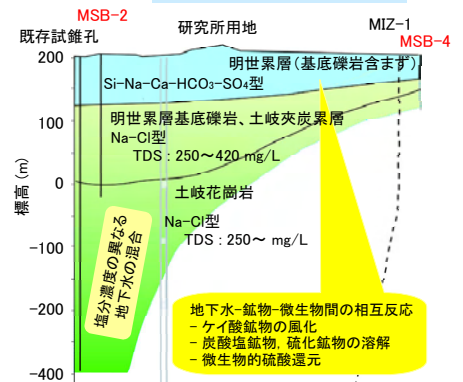 MSB-2
既存試錐孔
研究所用地
MIZ-1
MSB-4
200
200
明世累層(基底礫岩含まず)
Si-Na-Ca-HCO₃-SO₄型
100
100
明世累層基底礫岩、土岐夾炭累層
Na-Cl型
TDS:250~420 mg/L
0
0
標高(m)
土岐花崗岩
Na-Cl型
TDS:250~ mg/L
-100
-100
塩分濃度の異なる
地下水の混合
-200
-200
地下水-鉱物-微生物間の相互反応
- ケイ酸鉱物の風化
- 炭酸塩鉱物, 硫化鉱物の溶解
- 微生物的硫酸還元
-300
-300
-400
-400